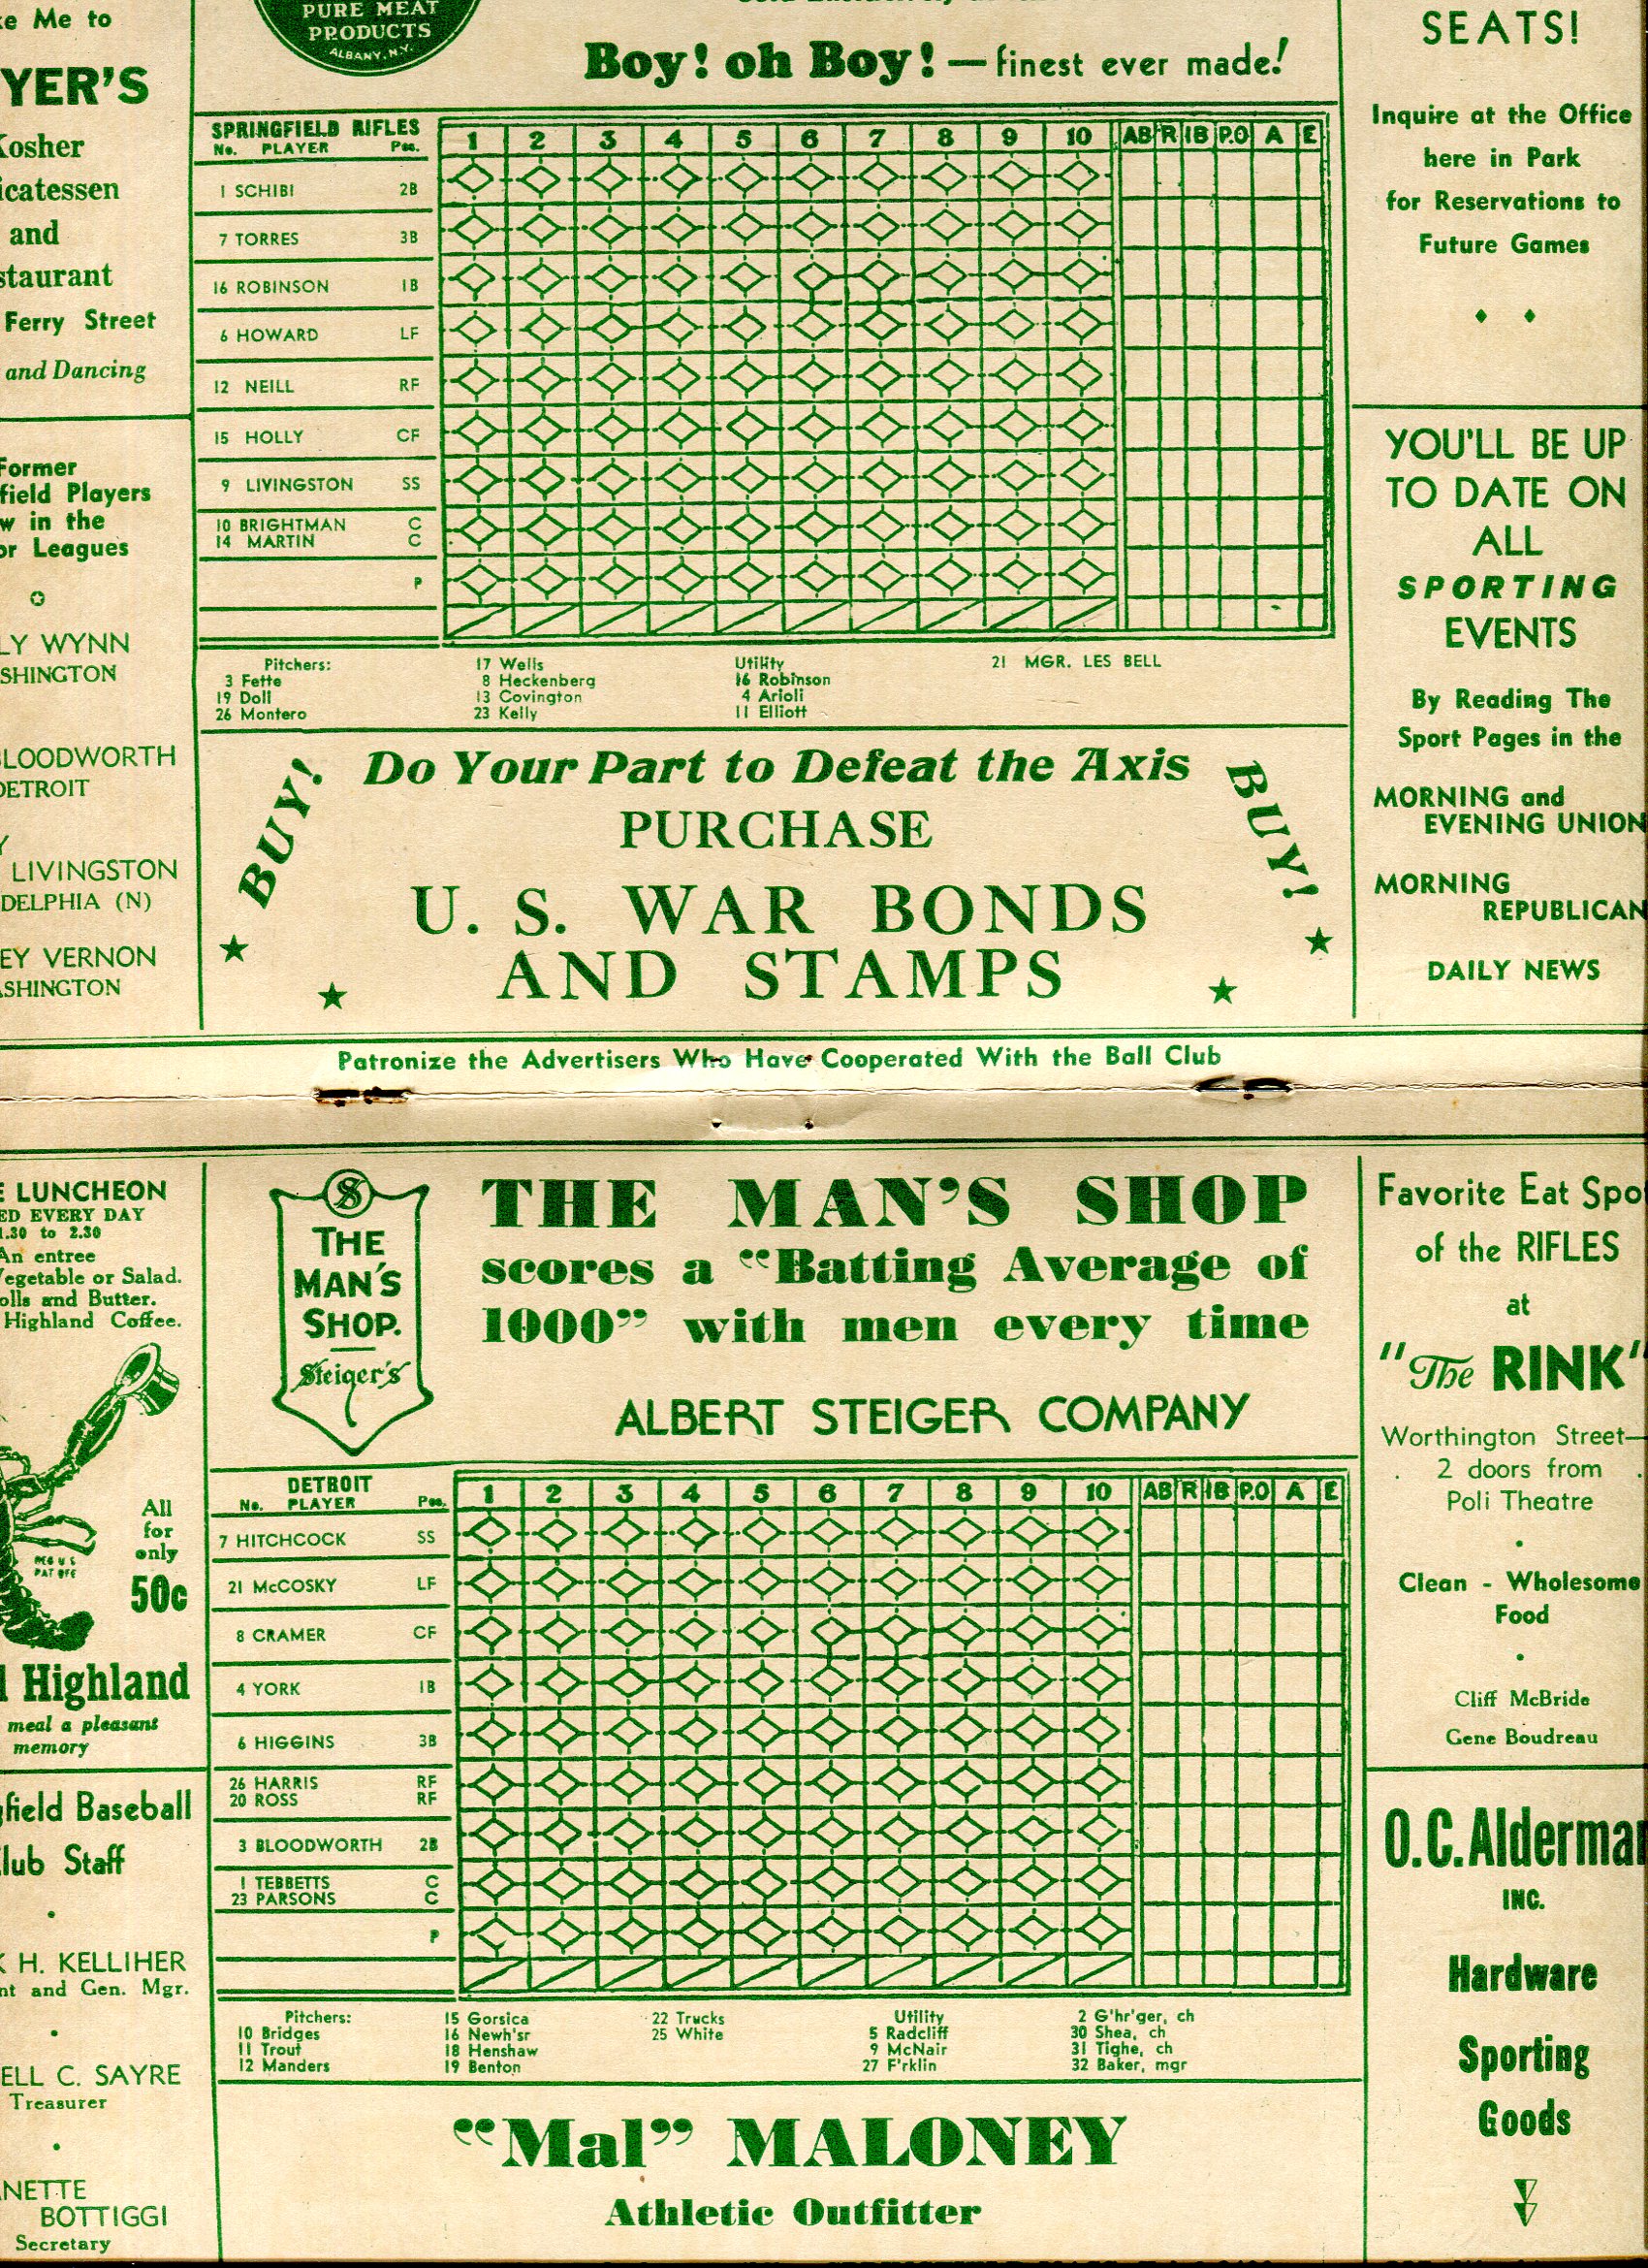 PURE MEAT
PRODUCTS
ALBANY, N.Y.
Boy! oh Boy! — finest ever made!
SPRINGFIELD RIFLES
No. PLAYER Pos. 1 2 3 4 5 6 7 8 9 10 AB R 1B P.O A E
1 SCHIBI 2B
7 TORRES 3B
16 ROBINSON 1B
6 HOWARD LF
12 NEILL RF
15 HOLLY CF
9 LIVINGSTON SS
10 BRIGHTMAN C
14 MARTIN C
P
Pitchers:
3 Fette
19 Doll
26 Montero
17 Wells
8 Heckenberg
13 Covington
23 Kelly
Utility
16 Robinson
4 Arioli
11 Elliott
21 MGR. LES BELL
BUY!
Do Your Part to Defeat the Axis
PURCHASE
U. S. WAR BONDS
AND STAMPS
BUY!
Me to
YER'S
and
Ferry Street
and Dancing
Former
field Players
in the
Leagues
LY WYNN
SHINGTON
LOODWORTH
DETROIT
LIVINGSTON
DELPHIA (N)
EY VERNON
SHINGTON
SEATS!
Inquire at the Office
here in Park
for Reservations to
Future Games
YOU'LL BE UP
TO DATE ON
ALL
SPORTING
EVENTS
By Reading The
Sport Pages in the
MORNING and
EVENING UNION
MORNING
REPUBLICAN
DAILY NEWS
Patronize the Advertisers Who Have Cooperated With the Ball Club
LUNCHEON
ED EVERY DAY
1.30 to 2.30
An entree
Vegetable or Salad.
olls and Butter.
Highland Coffee.
All
for
only
50c
Highland
meal a pleasant
memory
field Baseball
lub Staff
H. KELLIHER
nt and Gen. Mgr.
ELL C. SAYRE
Treasurer
NETTE
BOTTIGGI
Secretary
S
THE
MAN'S
SHOP.
Steiger's
THE MAN'S SHOP
scores a "Batting Average of
1000" with men every time
ALBERT STEIGER COMPANY
DETROIT
No. PLAYER Pos. 1 2 3 4 5 6 7 8 9 10 AB R 1B P.O A E
7 HITCHCOCK SS
21 McCOSKY LF
8 CRAMER CF
4 YORK 1B
6 HIGGINS 3B
26 HARRIS RF
20 ROSS RF
3 BLOODWORTH 2B
1 TEBBETTS C
23 PARSONS C
P
Pitchers:
10 Bridges
11 Trout
12 Manders
15 Gorsica
16 Newh'sr
18 Henshaw
19 Benton
22 Trucks
25 White
Utility
5 Radcliff
9 McNair
27 F'rklin
2 G'hr'ger, ch
30 Shea, ch
31 Tighe, ch
32 Baker, mgr
"Mal" MALONEY
Athletic Outfitter
Favorite Eat Spo
of the RIFLES
at
"The RINK"
Worthington Street—
2 doors from
Poli Theatre
Clean - Wholesome
Food
Cliff McBride
Gene Boudreau
O.C. Alderma
INC.
Hardware
Sporting
Goods